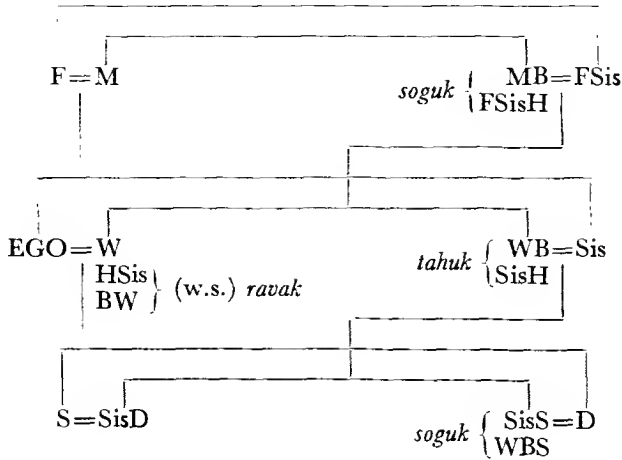 F=M soguk { MB=FSis
FSisH
EGO=W tahuk { WB=Sis
HSis } (w.s.) ravak SisH
BW
S=SisD soguk { SisS=D
WBS